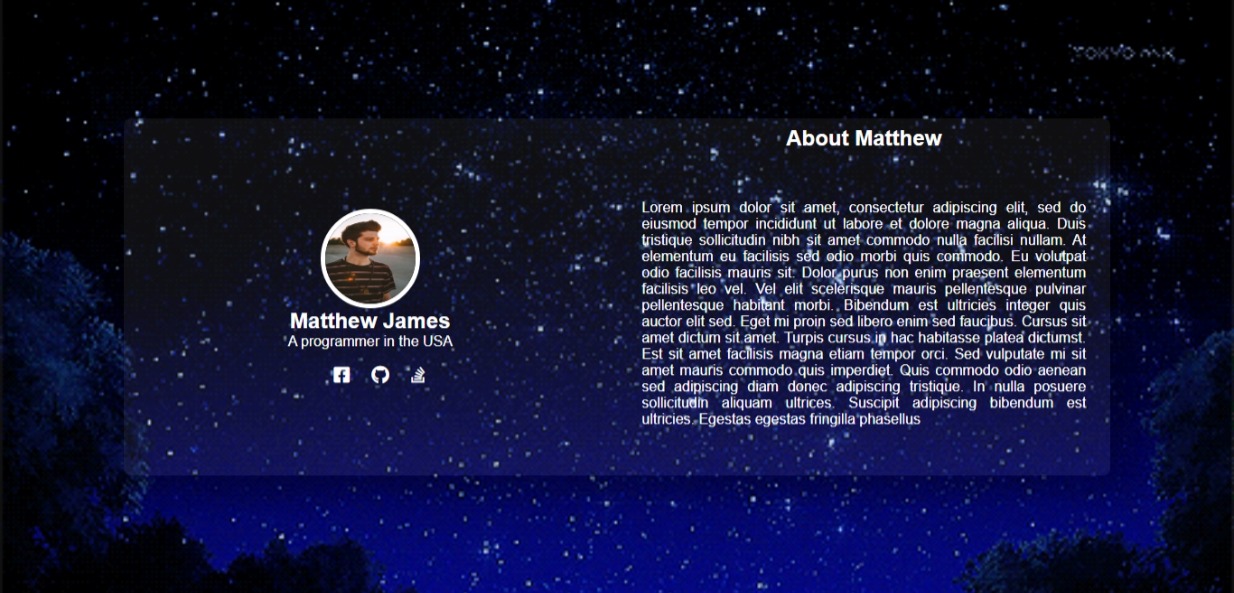 TOKYO MX
About Matthew
Lorem ipsum dolor sit amet, consectetur adipiscing elit, sed do
eiusmod tempor incididunt ut labore et dolore magna aliqua. Duis
tristique sollicitudin nibh sit amet commodo nulla facilisi nullam. At
elementum eu facilisis sed odio morbi quis commodo. Eu volutpat
odio facilisis mauris sit. Dolor purus non enim praesent elementum
facilisis leo vel. Vel elit scelerisque mauris pellentesque pulvinar
pellentesque habitant morbi. Bibendum est ultricies integer quis
auctor elit sed. Eget mi proin sed libero enim sed faucibus. Cursus sit
amet dictum sit amet. Turpis cursus in hac habitasse platea dictumst.
Est sit amet facilisis magna etiam tempor orci. Sed vulputate mi sit
amet mauris commodo quis imperdiet. Quis commodo odio aenean
sed adipiscing diam donec adipiscing tristique. In nulla posuere
sollicitudin aliquam ultrices. Suscipit adipiscing bibendum est
ultricies. Egestas egestas fringilla phasellus
Matthew James
A programmer in the USA